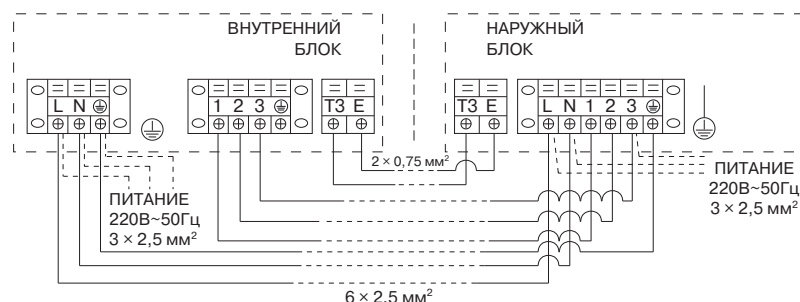 ВНУТРЕННИЙ
БЛОК
НАРУЖНЫЙ
БЛОК
L N
1 2 3
T3 E
T3 E
L N 1 2 3
2 × 0,75 мм²
ПИТАНИЕ
220В~50Гц
3 × 2,5 мм²
ПИТАНИЕ
220В~50Гц
3 × 2,5 мм²
6 × 2,5 мм²